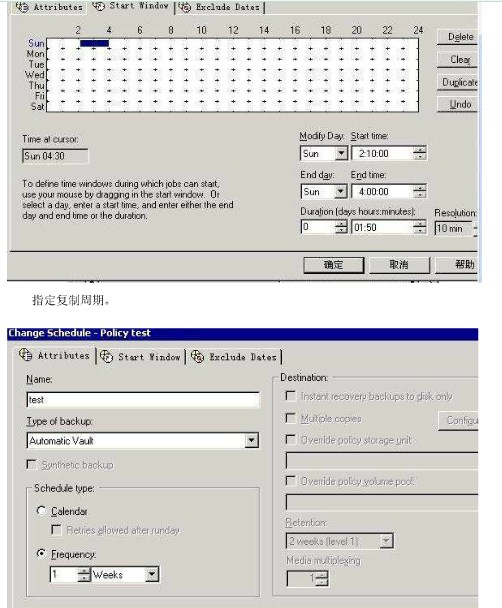 Attributes Start Window Exclude Dates
2 4 6 8 10 12 14 16 18 20 22 24
Sun
Mon
Tue
Wed
Thu
Fri
Sat
Delete
Clear
Duplicate
Undo
Time at cursor:
Sun 04:30
To define time windows during which jobs can start,
use your mouse by dragging in the start window. Or
select a day, enter a start time, and enter either the end
day and end time or the duration.
Modify Day: Start time:
Sun 2:10:00
End day: End time:
Sun 4:00:00
Duration (days hours:minutes): Resolution:
0 01:50 10 min
确定 取消 帮助
指定复制周期。
Change Schedule - Policy test
Attributes Start Window Exclude Dates
Name:
test
Type of backup:
Automatic Vault
Synthetic backup
Schedule type:
Calendar
Retries allowed after runday
Frequency:
1 Weeks
Destination:
Instant recovery backups to disk only
Multiple copies Configu
Override policy storage unit
Override policy volume pool:
Retention:
2 weeks (level 1)
Media multiplexing
1